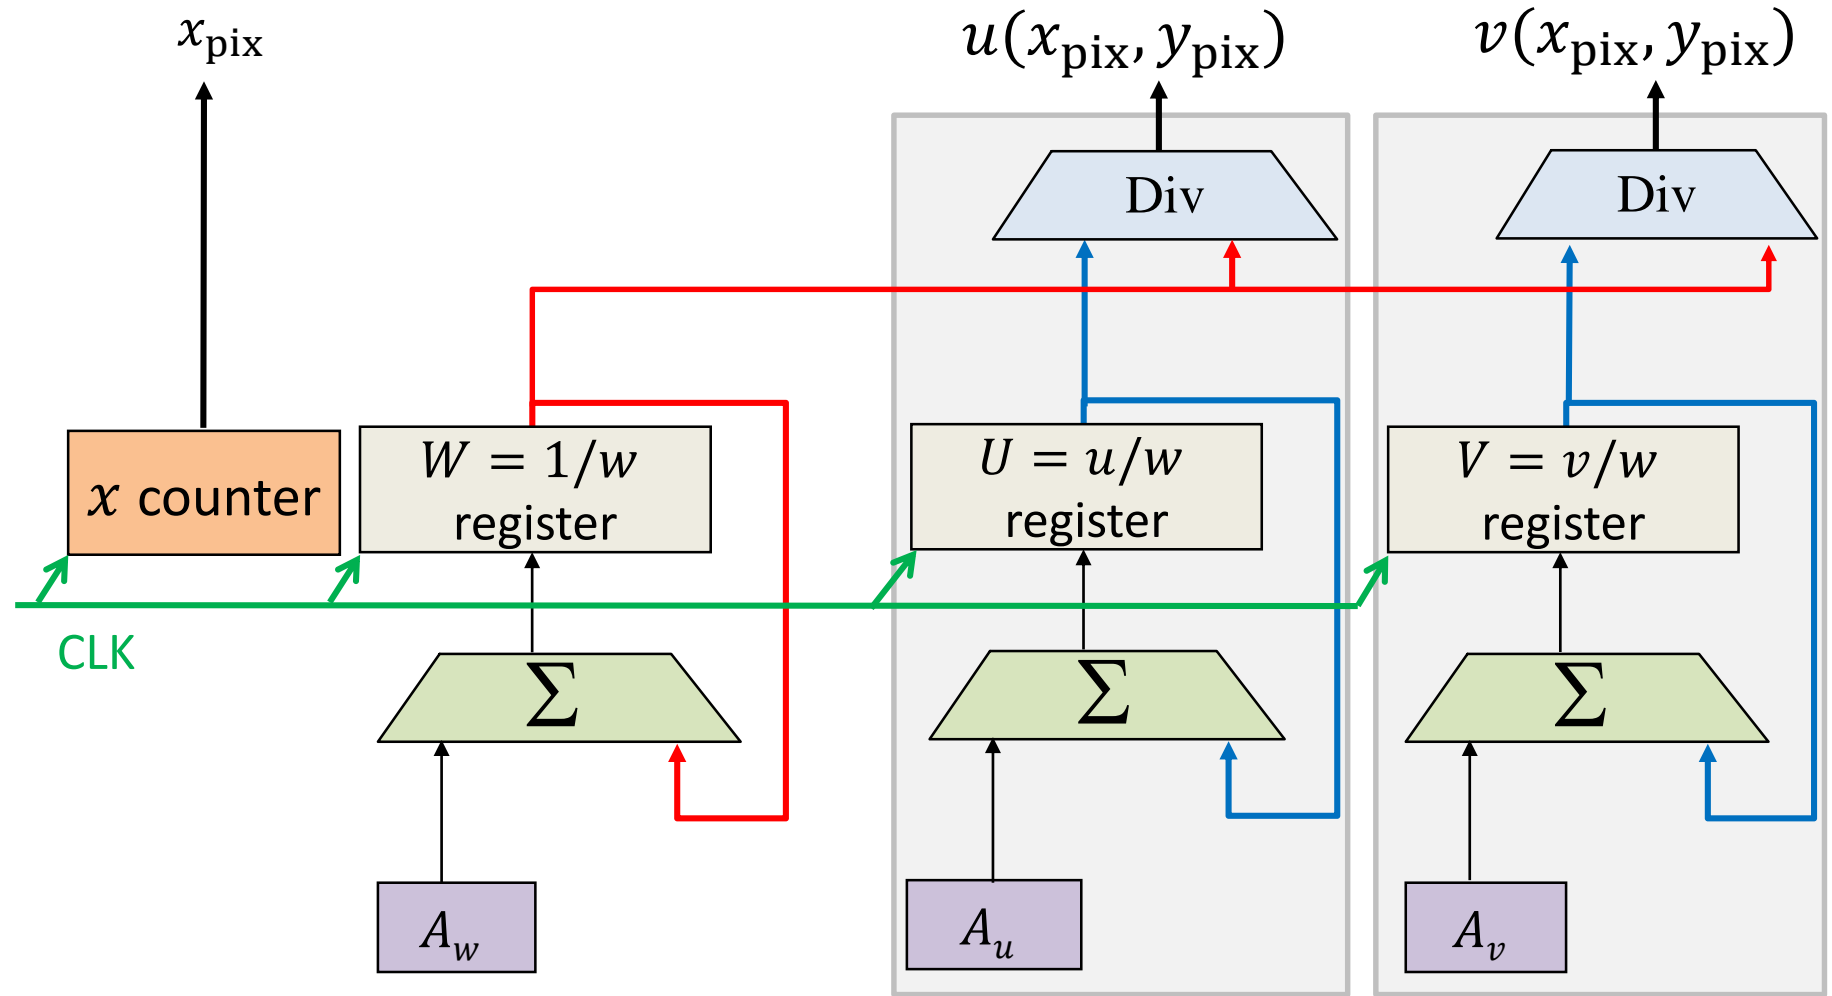 x_pix
u(x_pix, y_pix)
v(x_pix, y_pix)
Div
Div
x counter
W = 1/w
register
U = u/w
register
V = v/w
register
CLK
Σ
Σ
Σ
A_w
A_u
A_v